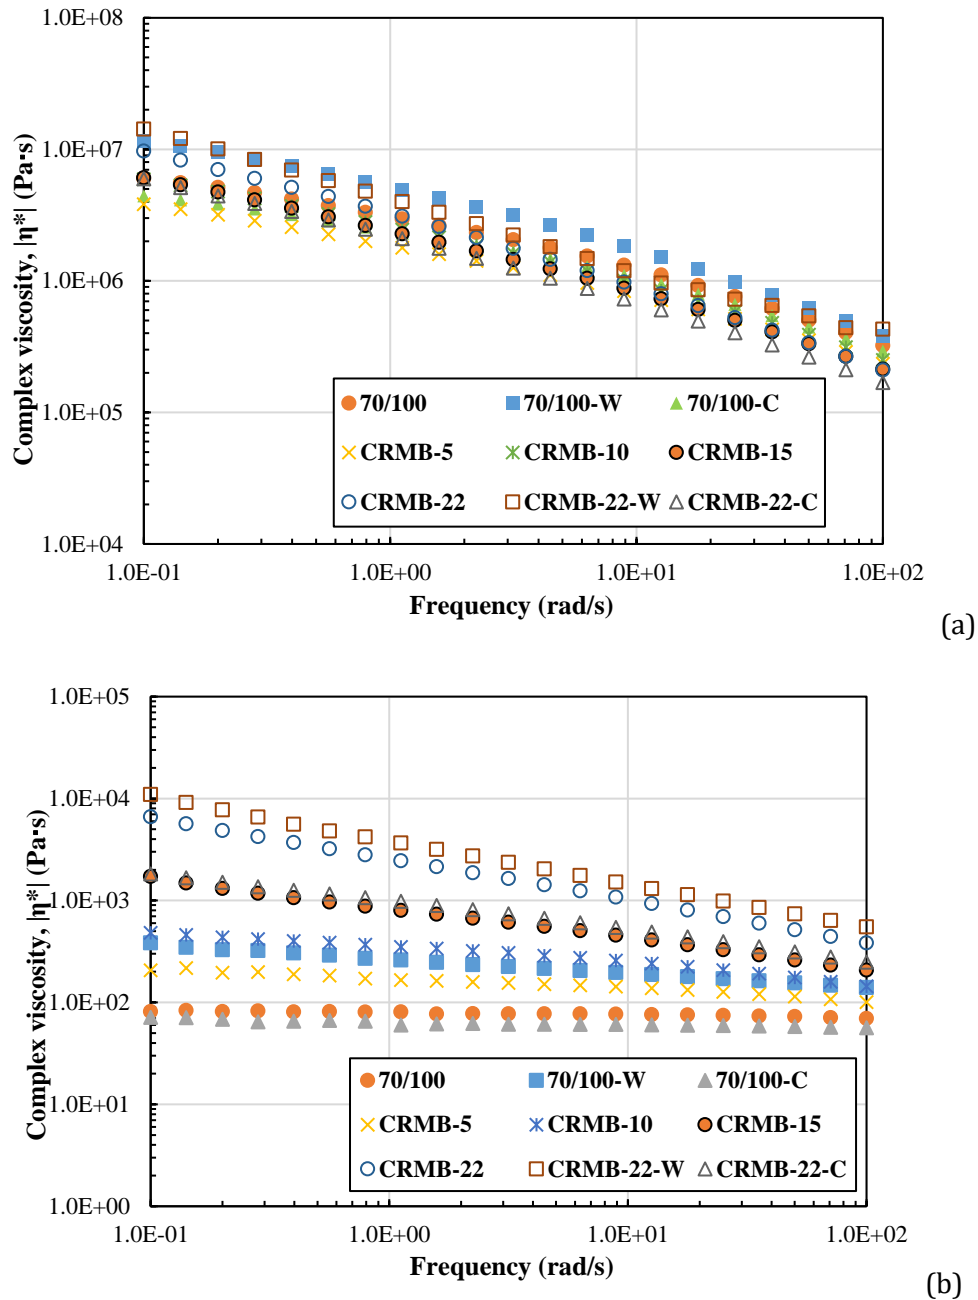 1.0E+08
1.0E+07
1.0E+06
1.0E+05
1.0E+04
Complex viscosity, |η*| (Pa·s)
70/100 70/100-W 70/100-C
CRMB-5 CRMB-10 CRMB-15
CRMB-22 CRMB-22-W CRMB-22-C
1.0E-01 1.0E+00 1.0E+01 1.0E+02
Frequency (rad/s)
(a)
1.0E+05
1.0E+04
1.0E+03
1.0E+02
1.0E+01
1.0E+00
Complex viscosity, |η*| (Pa·s)
70/100 70/100-W 70/100-C
CRMB-5 CRMB-10 CRMB-15
CRMB-22 CRMB-22-W CRMB-22-C
1.0E-01 1.0E+00 1.0E+01 1.0E+02
Frequency (rad/s)
(b)